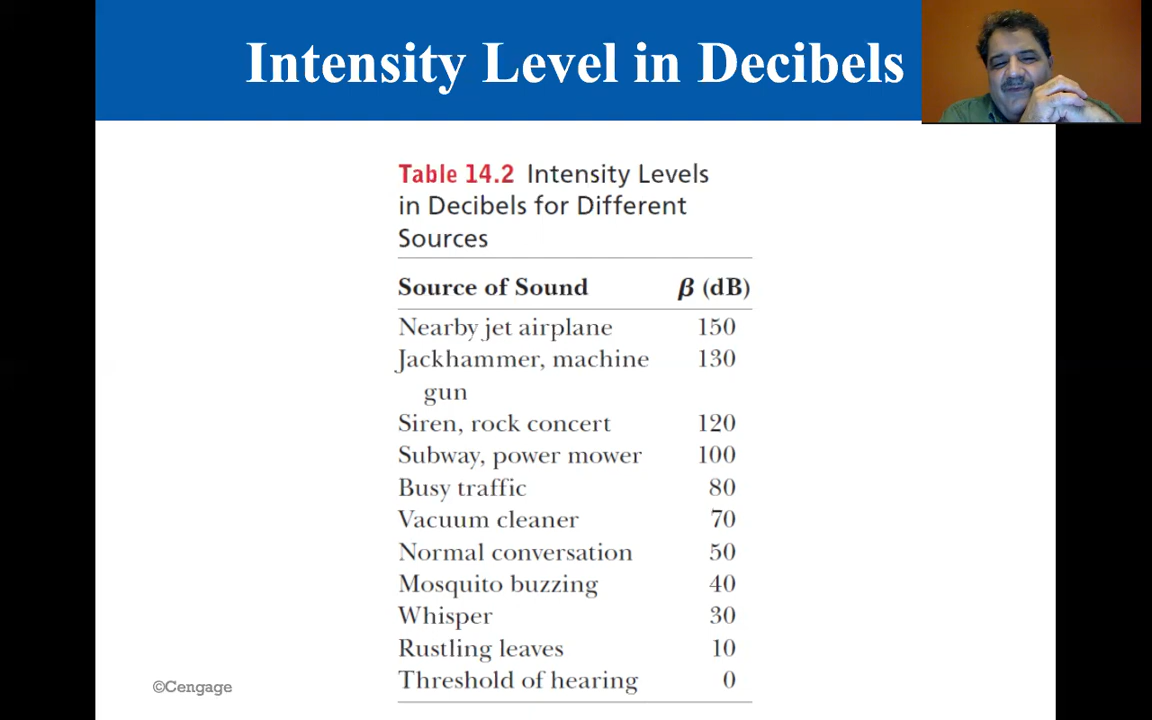 Intensity Level in Decibels
Table 14.2 Intensity Levels
in Decibels for Different
Sources
Source of Sound β (dB)
Nearby jet airplane 150
Jackhammer, machine 130
gun
Siren, rock concert 120
Subway, power mower 100
Busy traffic 80
Vacuum cleaner 70
Normal conversation 50
Mosquito buzzing 40
Whisper 30
Rustling leaves 10
Threshold of hearing 0
©Cengage